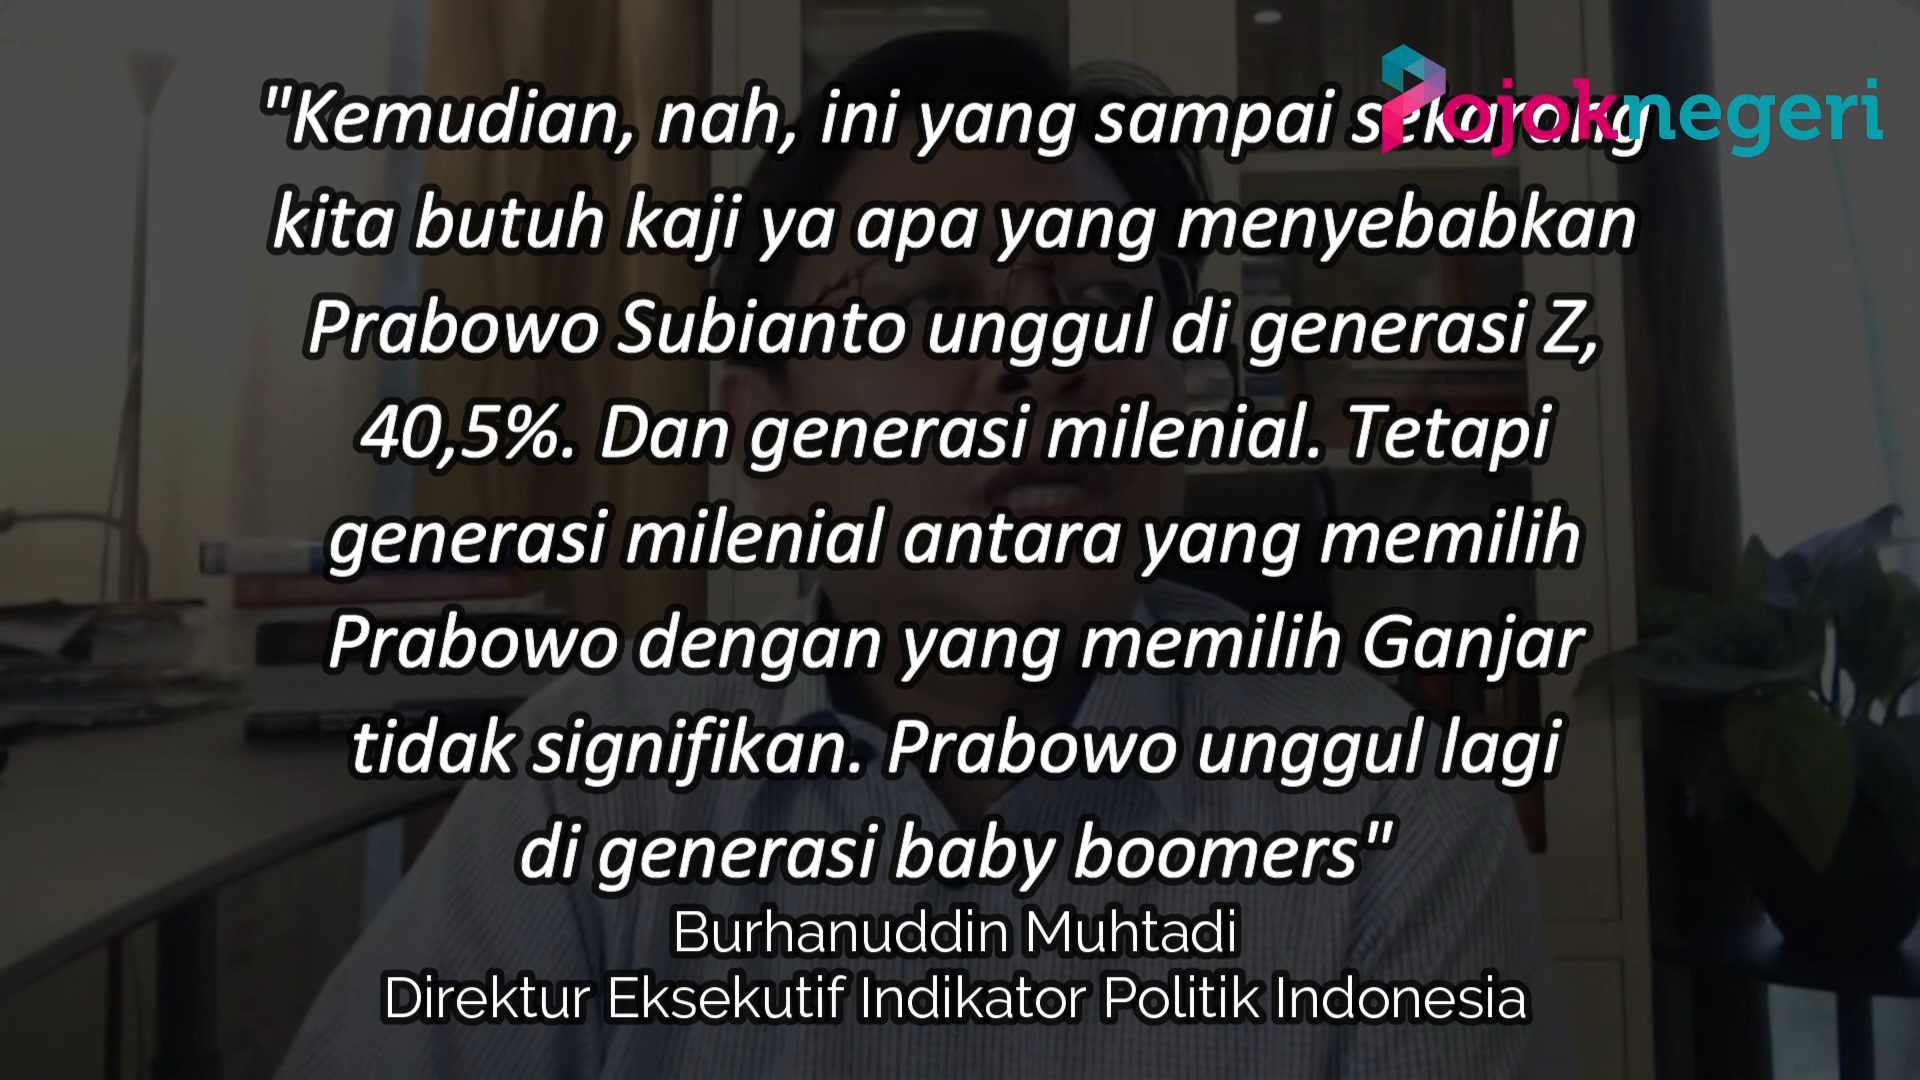 Pojoknegeri
"Kemudian, nah, ini yang sampai sekarang
kita butuh kaji ya apa yang menyebabkan
Prabowo Subianto unggul di generasi Z,
40,5%. Dan generasi milenial. Tetapi
generasi milenial antara yang memilih
Prabowo dengan yang memilih Ganjar
tidak signifikan. Prabowo unggul lagi
di generasi baby boomers"
Burhanuddin Muhtadi
Direktur Eksekutif Indikator Politik Indonesia